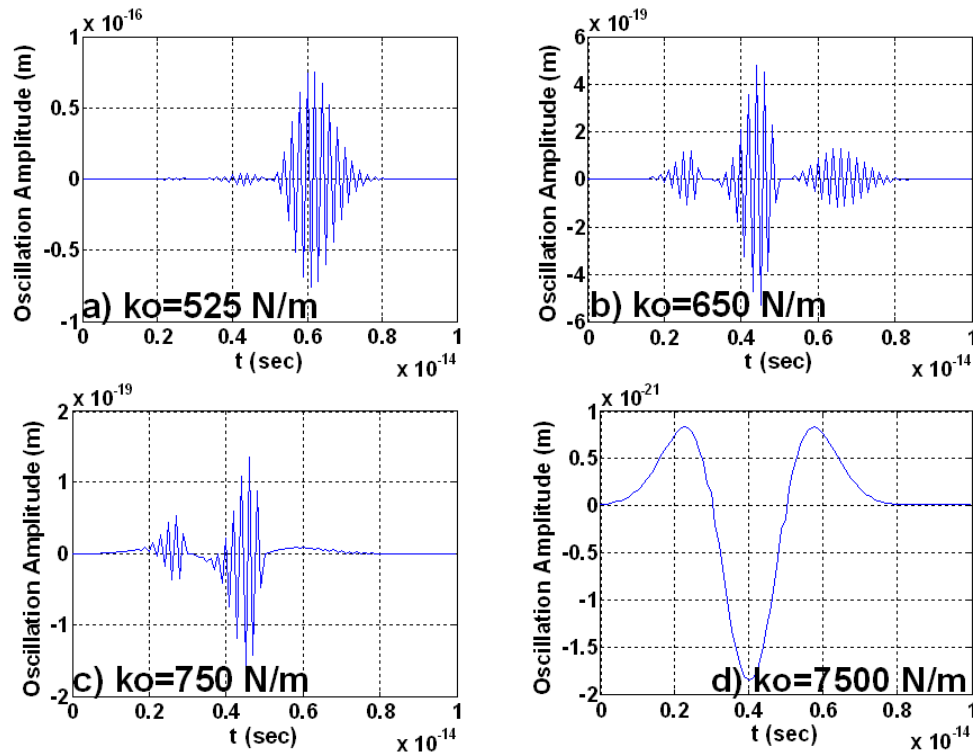 x 10^-16
Oscillation Amplitude (m)
1
0.5
0
-0.5
-1
a) ko=525 N/m
0 0.2 0.4 0.6 0.8 1
t (sec)
x 10^-14
x 10^-19
Oscillation Amplitude (m)
6
4
2
0
-2
-4
-6
b) ko=650 N/m
0 0.2 0.4 0.6 0.8 1
t (sec)
x 10^-14
x 10^-19
Oscillation Amplitude (m)
2
1
0
-1
-2
c) ko=750 N/m
0 0.2 0.4 0.6 0.8 1
t (sec)
x 10^-14
x 10^-21
Oscillation Amplitude (m)
1
0.5
0
-0.5
-1
-1.5
-2
d) ko=7500 N/m
0 0.2 0.4 0.6 0.8 1
t (sec)
x 10^-14